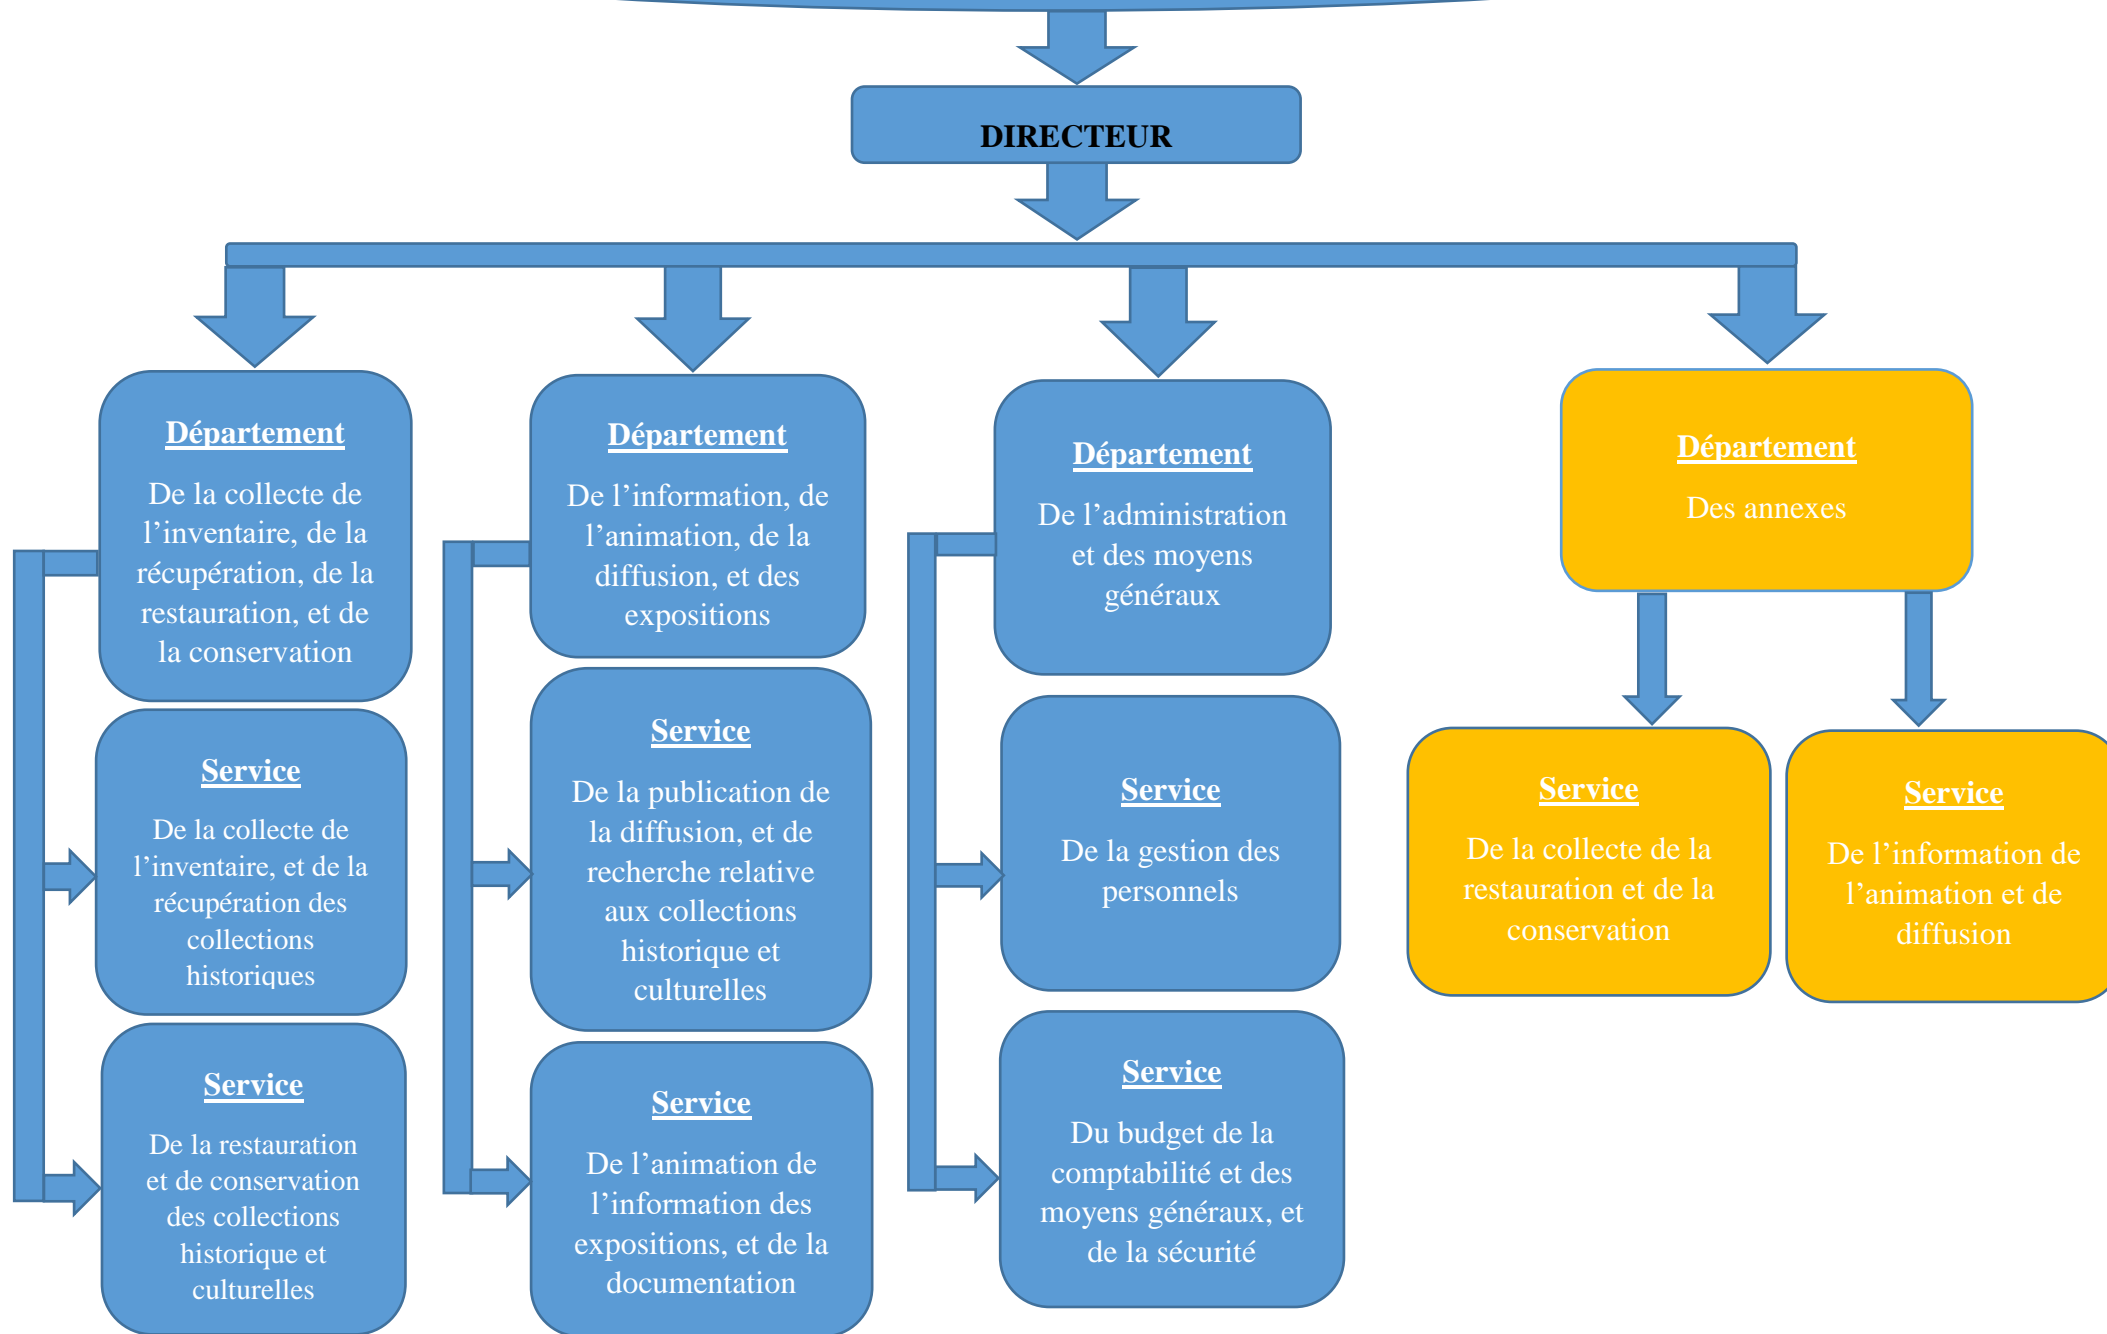 DIRECTEUR
Département
De la collecte de
l’inventaire, de la
récupération, de la
restauration, et de
la conservation
Service
De la collecte de
l’inventaire, et de la
récupération des
collections
historiques
Service
De la restauration
et de conservation
des collections
historique et
culturelles
Département
De l’information, de
l’animation, de la
diffusion, et des
expositions
Service
De la publication de
la diffusion, et de
recherche relative
aux collections
historique et
culturelles
Service
De l’animation de
l’information des
expositions, et de la
documentation
Département
De l’administration
et des moyens
généraux
Service
De la gestion des
personnels
Service
Du budget de la
comptabilité et des
moyens généraux, et
de la sécurité
Département
Des annexes
Service
De la collecte de la
restauration et de la
conservation
Service
De l’information de
l’animation et de
diffusion